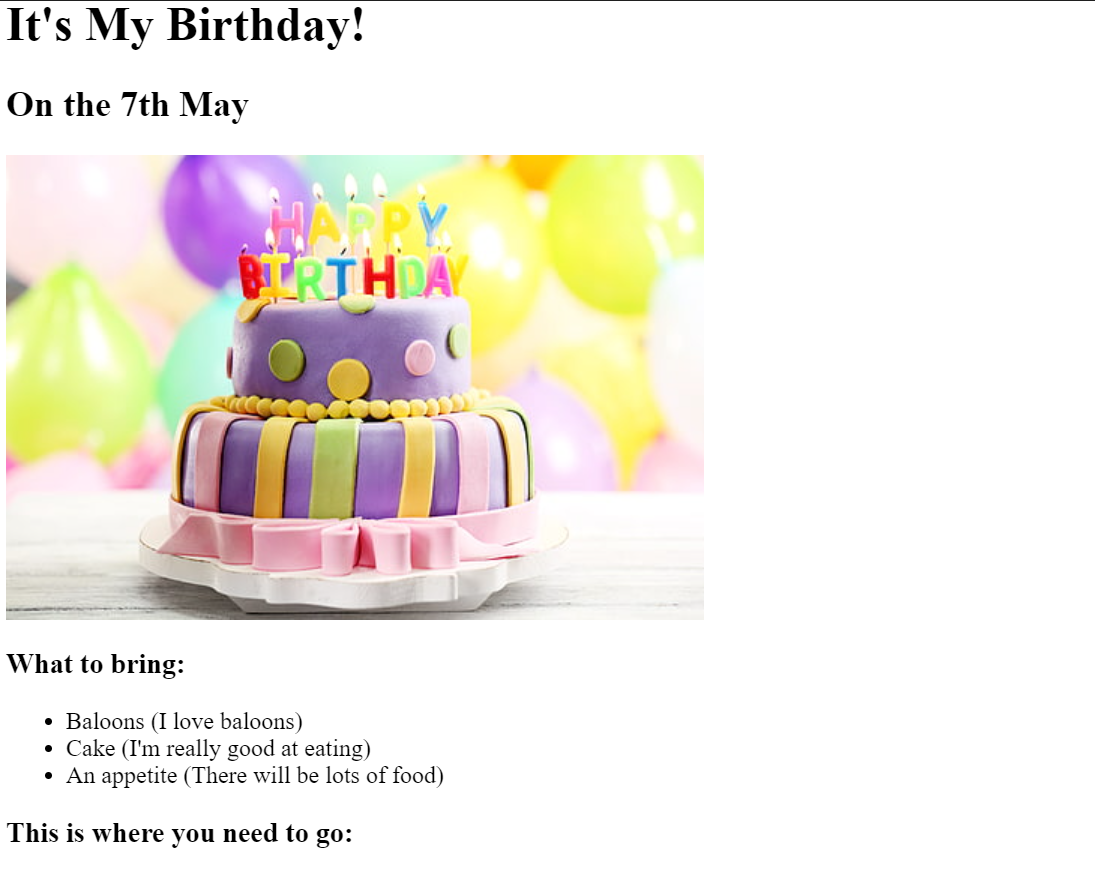 It's My Birthday!
On the 7th May
HAPPY
BIRTHDAY
What to bring:
Baloons (I love baloons)
Cake (I'm really good at eating)
An appetite (There will be lots of food)
This is where you need to go: